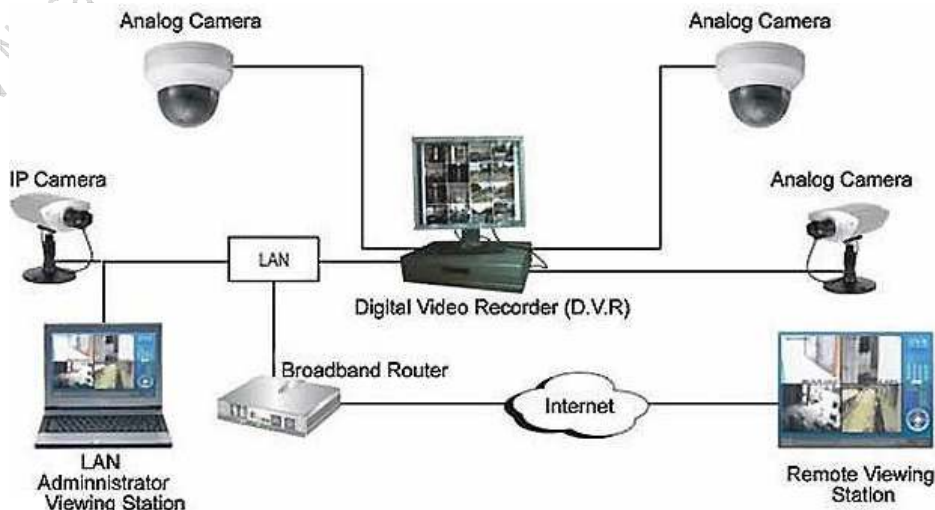 Analog Camera
Analog Camera
IP Camera
Analog Camera
LAN
Digital Video Recorder (D.V.R)
Broadband Router
Internet
LAN
Adminnistrator
Viewing Station
Remote Viewing
Station